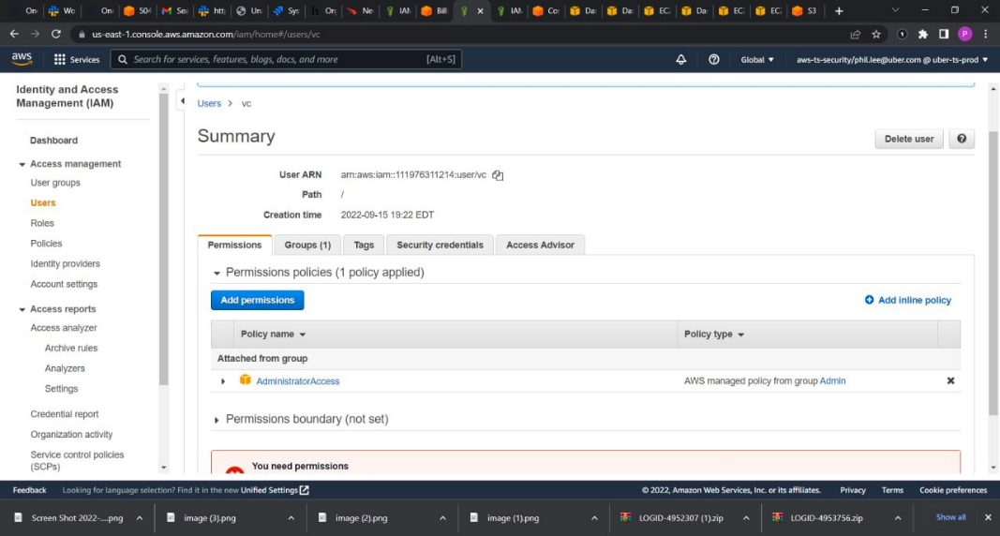 On
Wo
On
504
M Sea
htt
Un
Sys
Or
Ne
IAN
Bill
IAN
Co
Da
Da
EC
Da
EC
EC
S3
us-east-1.console.aws.amazon.com/iam/home#/users/vc
P
aws
Services
Search for services, features, blogs, docs, and more
[Alt+S]
Global
aws-ts-security/phil.lee@uber.com @ uber-ts-prod
Identity and Access
Management (IAM)
Dashboard
Access management
User groups
Users
Roles
Policies
Identity providers
Account settings
Access reports
Access analyzer
Archive rules
Analyzers
Settings
Credential report
Organization activity
Service control policies
(SCPs)
Users > vc
Summary
Delete user
User ARN arn:aws:iam::111976311214:user/vc
Path /
Creation time 2022-09-15 19:22 EDT
Permissions
Groups (1)
Tags
Security credentials
Access Advisor
Permissions policies (1 policy applied)
Add permissions
Add inline policy
Policy name
Policy type
Attached from group
AdministratorAccess
AWS managed policy from group Admin
Permissions boundary (not set)
You need permissions
Feedback
Looking for language selection? Find it in the new Unified Settings
© 2022, Amazon Web Services, Inc. or its affiliates.
Privacy
Terms
Cookie preferences
Screen Shot 2022-....png
image (3).png
image (2).png
image (1).png
LOGID-4952307 (1).zip
LOGID-4953756.zip
Show all